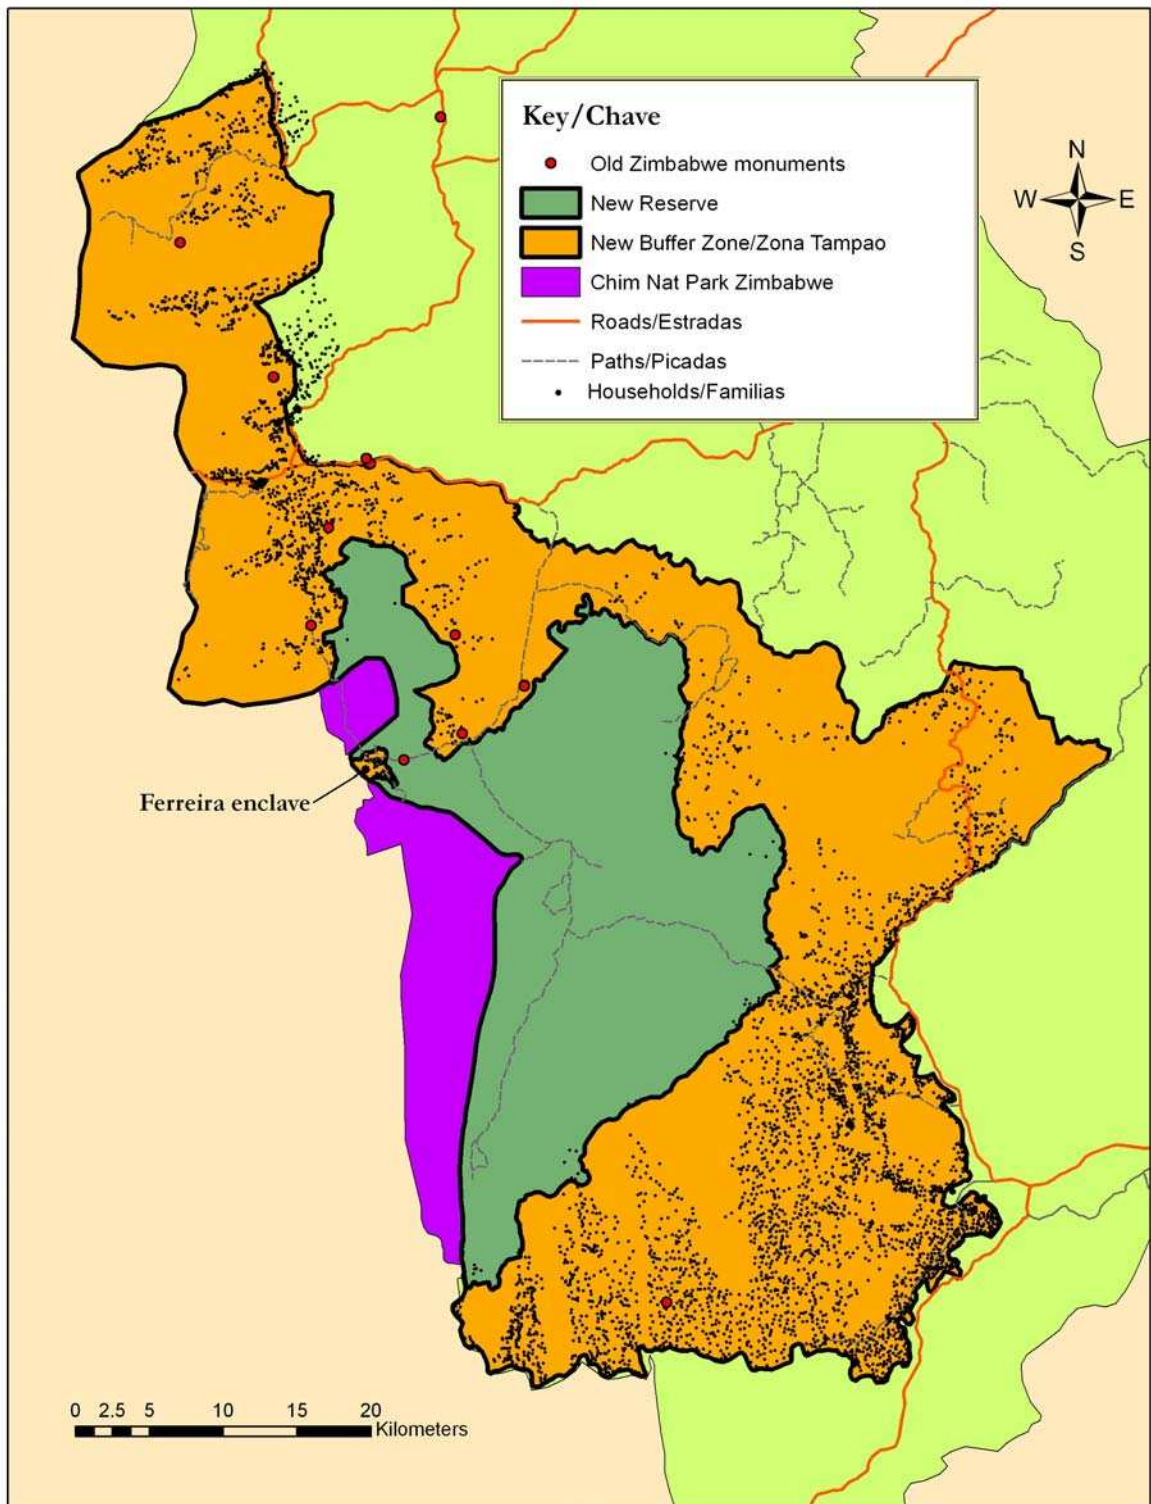 Key/Chave
Old Zimbabwe monuments
New Reserve
New Buffer Zone/Zona Tampao
Chim Nat Park Zimbabwe
Roads/Estradas
Paths/Picadas
Households/Familias
N
W E
S
Ferreira enclave
0 2.5 5 10 15 20
Kilometers